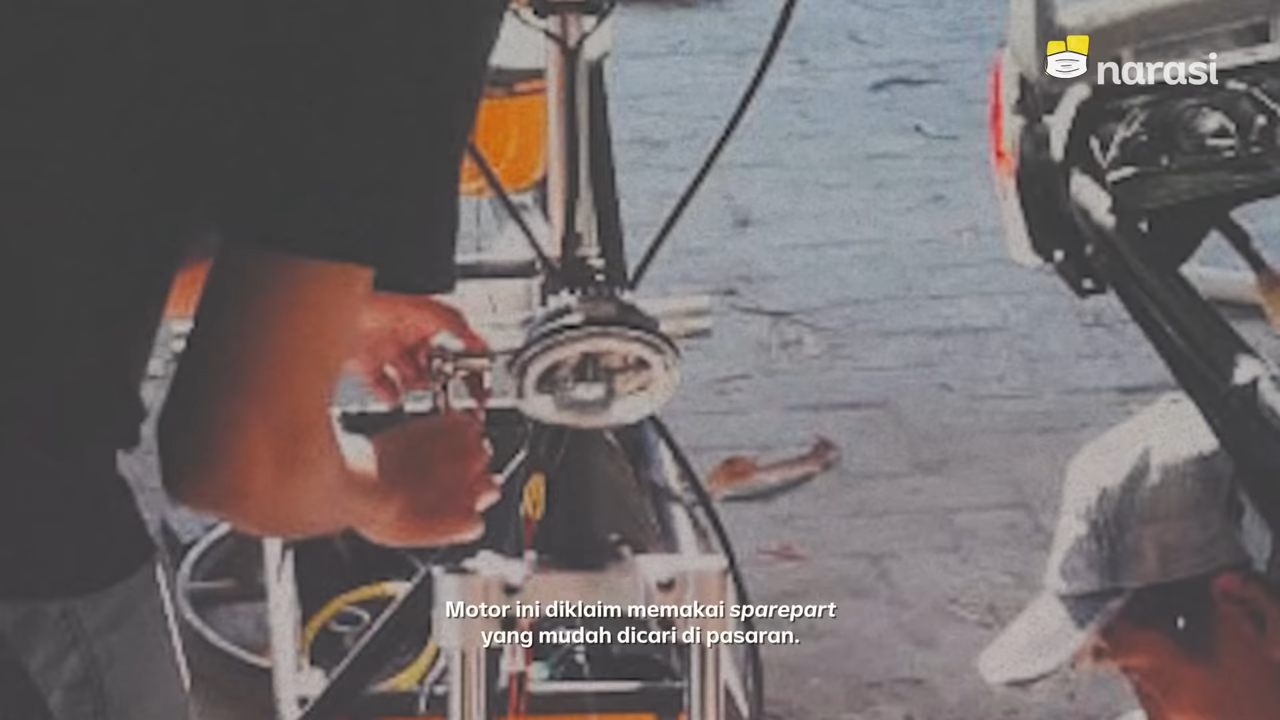 narasi
Motor ini diklaim memakai sparepart
yang mudah dicari di pasaran.